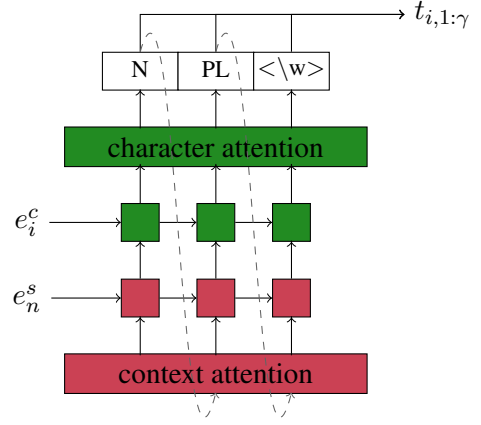 t_{i,1:γ}
N PL <\w>
character attention
e_i^c
e_n^s
context attention